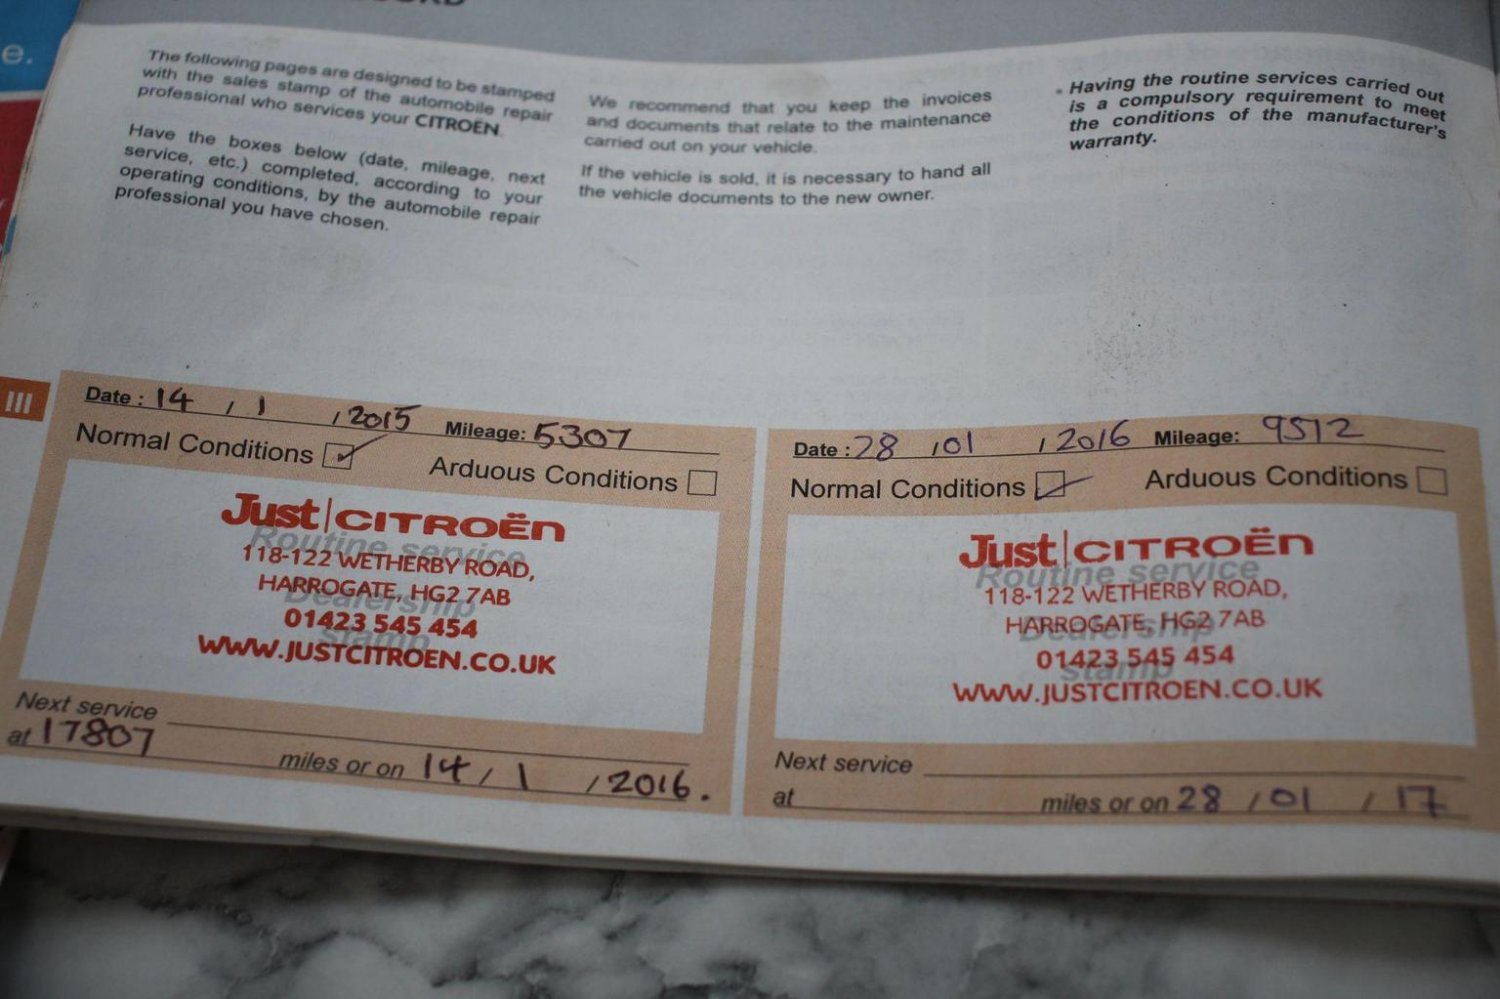 e.
The following pages are designed to be stamped
with the sales stamp of the automobile repair
professional who services your CITROËN.
Have the boxes below (date, mileage, next
service, etc.) completed, according to your
operating conditions, by the automobile repair
professional you have chosen.
We recommend that you keep the invoices
and documents that relate to the maintenance
carried out on your vehicle.
If the vehicle is sold, it is necessary to hand all
the vehicle documents to the new owner.
Having the routine services carried out
is a compulsory requirement to meet
the conditions of the manufacturer's
warranty.
III
Date : 14 / 1 / 2015 Mileage: 5307
Normal Conditions Arduous Conditions
Just|CITROËN
Routine service
118-122 WETHERBY ROAD,
HARROGATE, HG2 7AB
Dealership
01423 545 454
stamp
WWW.JUSTCITROEN.CO.UK
Next service
at 17807 miles or on 14 / 1 / 2016.
Date : 28 / 01 / 2016 Mileage: 9512
Normal Conditions Arduous Conditions
Just|CITROËN
Routine service
118-122 WETHERBY ROAD,
HARROGATE, HG2 7AB
Dealership
01423 545 454
stamp
WWW.JUSTCITROEN.CO.UK
Next service
at miles or on 28 / 01 / 17